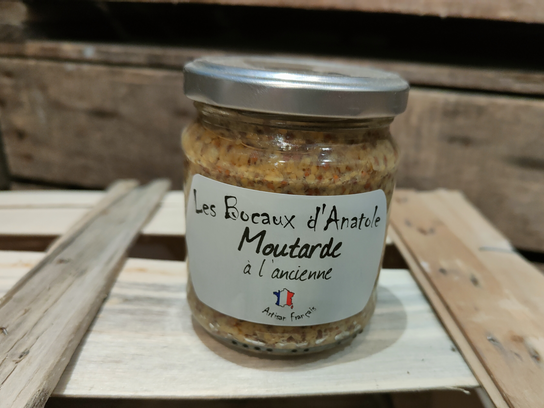 Les Bocaux d'Anatole
Moutarde
à l'ancienne
Artisan Français